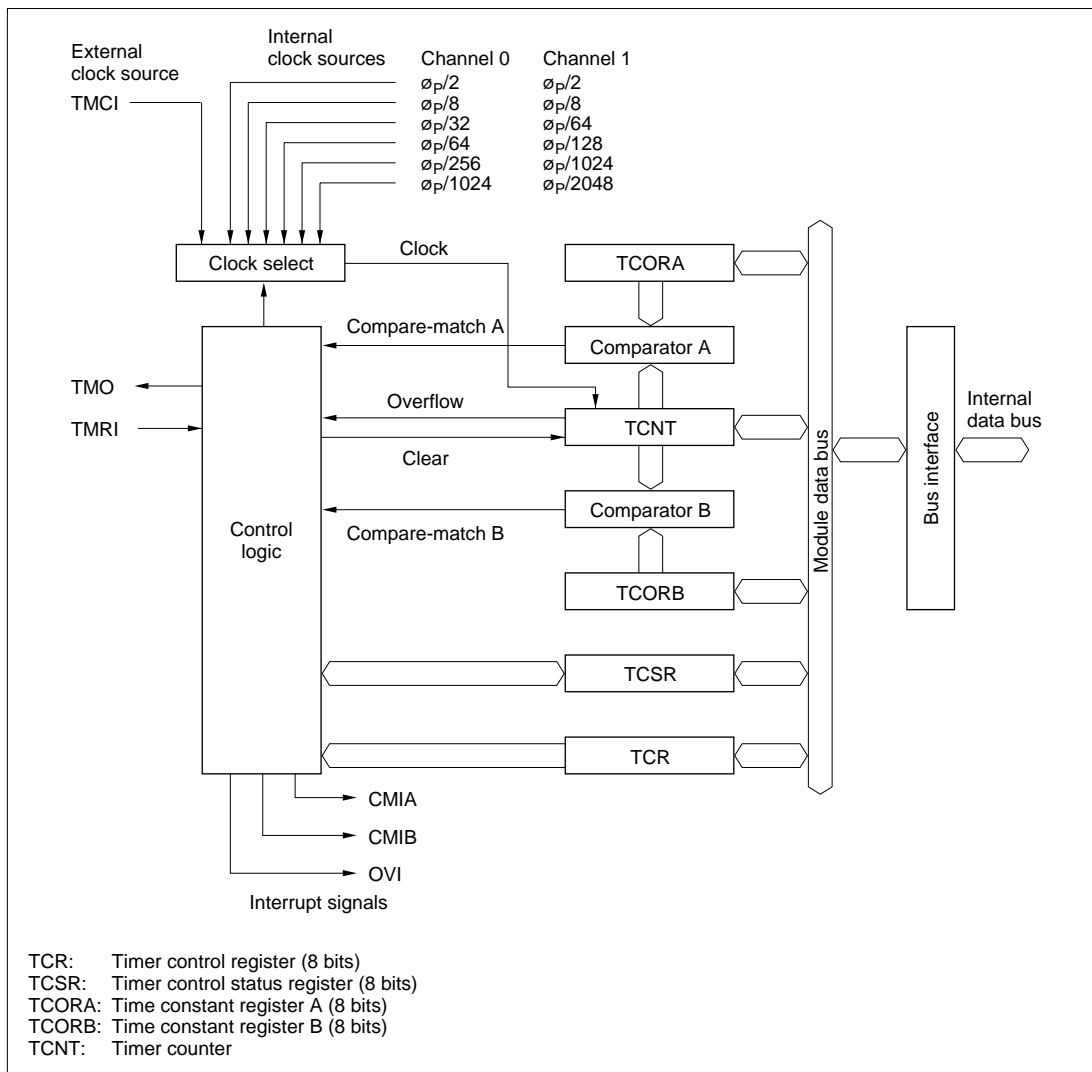 External
clock source
TMCI
Internal
clock sources
Channel 0 Channel 1
øP/2 øP/2
øP/8 øP/8
øP/32 øP/64
øP/64 øP/128
øP/256 øP/1024
øP/1024 øP/2048
Clock select
Clock
TCORA
Compare-match A
Comparator A
TMO
TMRI
Overflow
TCNT
Clear
Internal
data bus
Control
logic
Compare-match B
Comparator B
Module data bus
Bus interface
TCORB
TCSR
TCR
CMIA
CMIB
OVI
Interrupt signals
TCR: Timer control register (8 bits)
TCSR: Timer control status register (8 bits)
TCORA: Time constant register A (8 bits)
TCORB: Time constant register B (8 bits)
TCNT: Timer counter